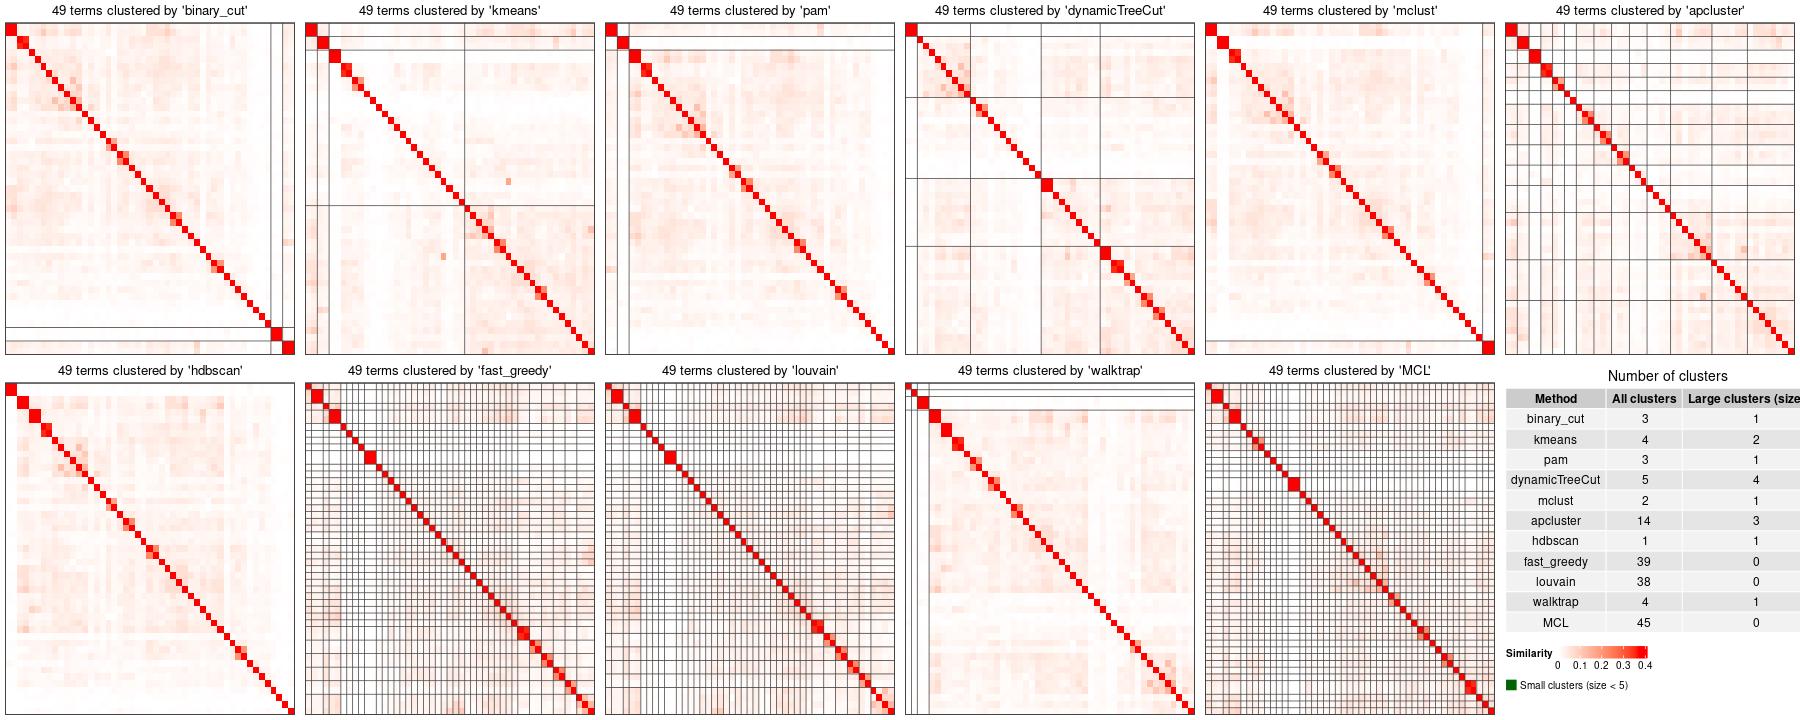 49 terms clustered by 'binary_cut'
49 terms clustered by 'kmeans'
49 terms clustered by 'pam'
49 terms clustered by 'dynamicTreeCut'
49 terms clustered by 'mclust'
49 terms clustered by 'apcluster'
49 terms clustered by 'hdbscan'
49 terms clustered by 'fast_greedy'
49 terms clustered by 'louvain'
49 terms clustered by 'walktrap'
49 terms clustered by 'MCL'
Number of clusters
Method All clusters Large clusters (size
binary_cut 3 1
kmeans 4 2
pam 3 1
dynamicTreeCut 5 4
mclust 2 1
apcluster 14 3
hdbscan 1 1
fast_greedy 39 0
louvain 38 0
walktrap 4 1
MCL 45 0
Similarity
0 0.1 0.2 0.3 0.4
Small clusters (size < 5)